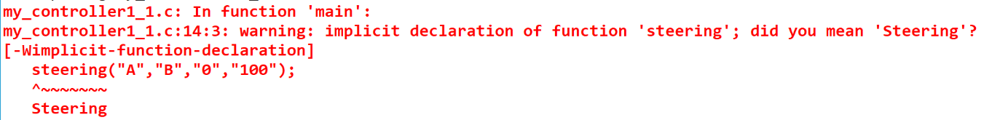 my_controller1_1.c: In function 'main':
my_controller1_1.c:14:3: warning: implicit declaration of function 'steering'; did you mean 'Steering'?
[-Wimplicit-function-declaration]
   steering("A","B","0","100");
   ^~~~~~~~
   Steering